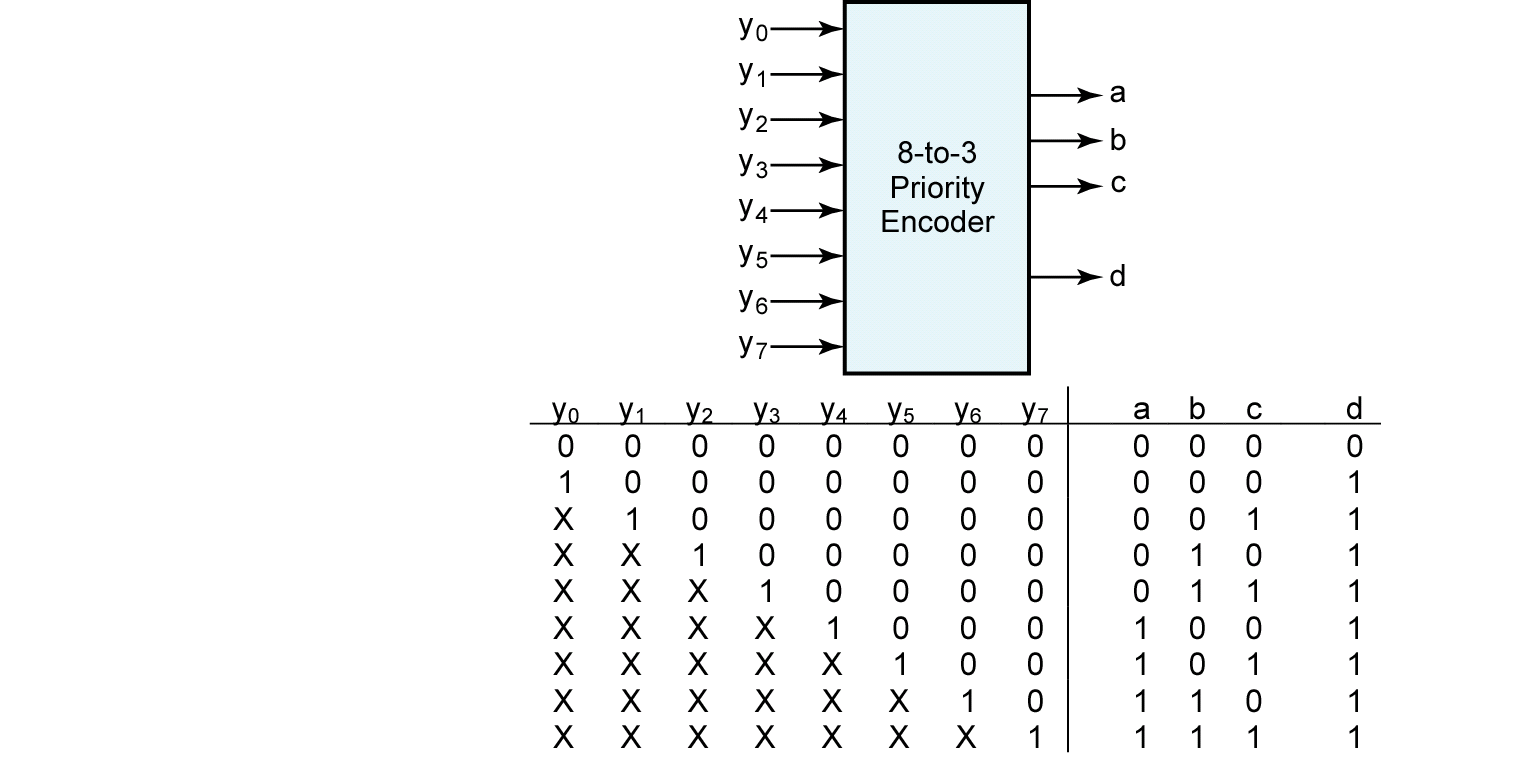 y0
y1
a
y2
b
8-to-3
y3
Priority
c
y4
Encoder
y5
d
y6
y7
y0 y1 y2 y3 y4 y5 y6 y7 a b c d
0 0 0 0 0 0 0 0 0 0 0 0
1 0 0 0 0 0 0 0 0 0 0 1
X 1 0 0 0 0 0 0 0 0 1 1
X X 1 0 0 0 0 0 0 1 0 1
X X X 1 0 0 0 0 0 1 1 1
X X X X 1 0 0 0 1 0 0 1
X X X X X 1 0 0 1 0 1 1
X X X X X X 1 0 1 1 0 1
X X X X X X X 1 1 1 1 1